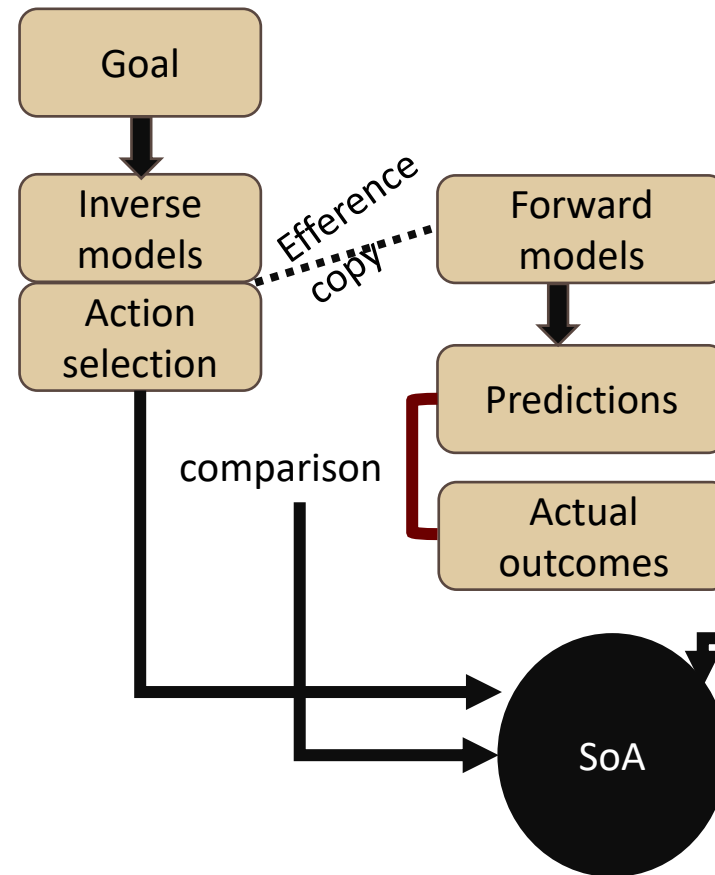 Goal
Inverse
models
Action
selection
Efference
copy
Forward
models
Predictions
comparison
Actual
outcomes
SoA